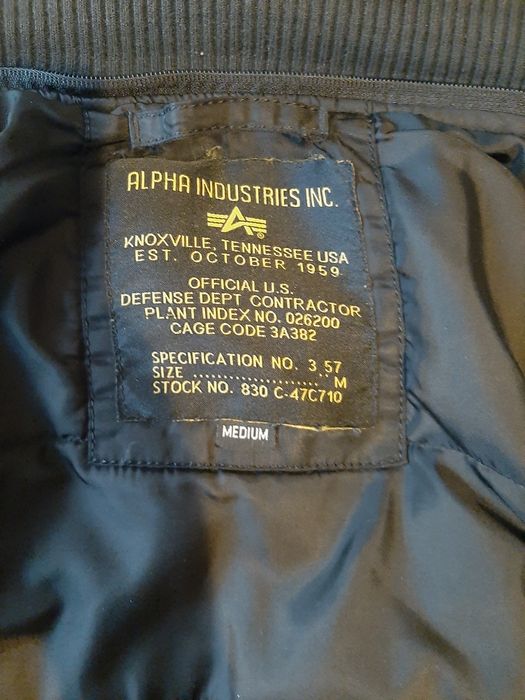 ALPHA INDUSTRIES INC.
®
KNOXVILLE, TENNESSEE USA
EST. OCTOBER 1959
OFFICIAL U.S.
DEFENSE DEPT CONTRACTOR
PLANT INDEX NO. 026200
CAGE CODE 3A382
SPECIFICATION NO. 3 57
SIZE ...................... M
STOCK NO. 830 C-47C710
MEDIUM